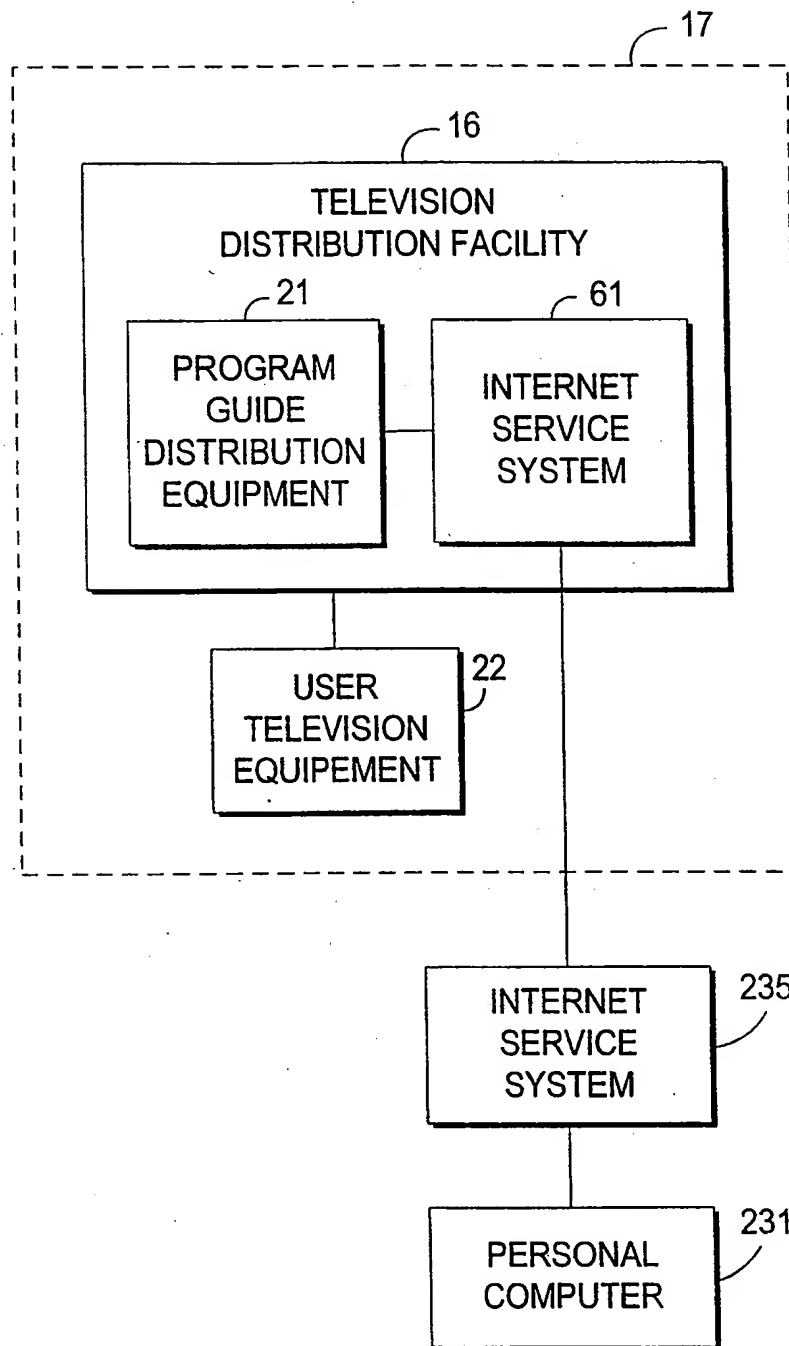 17
16
TELEVISION
DISTRIBUTION FACILITY
21
61
PROGRAM
GUIDE
DISTRIBUTION
EQUIPMENT
INTERNET
SERVICE
SYSTEM
22
USER
TELEVISION
EQUIPEMENT
235
INTERNET
SERVICE
SYSTEM
231
PERSONAL
COMPUTER